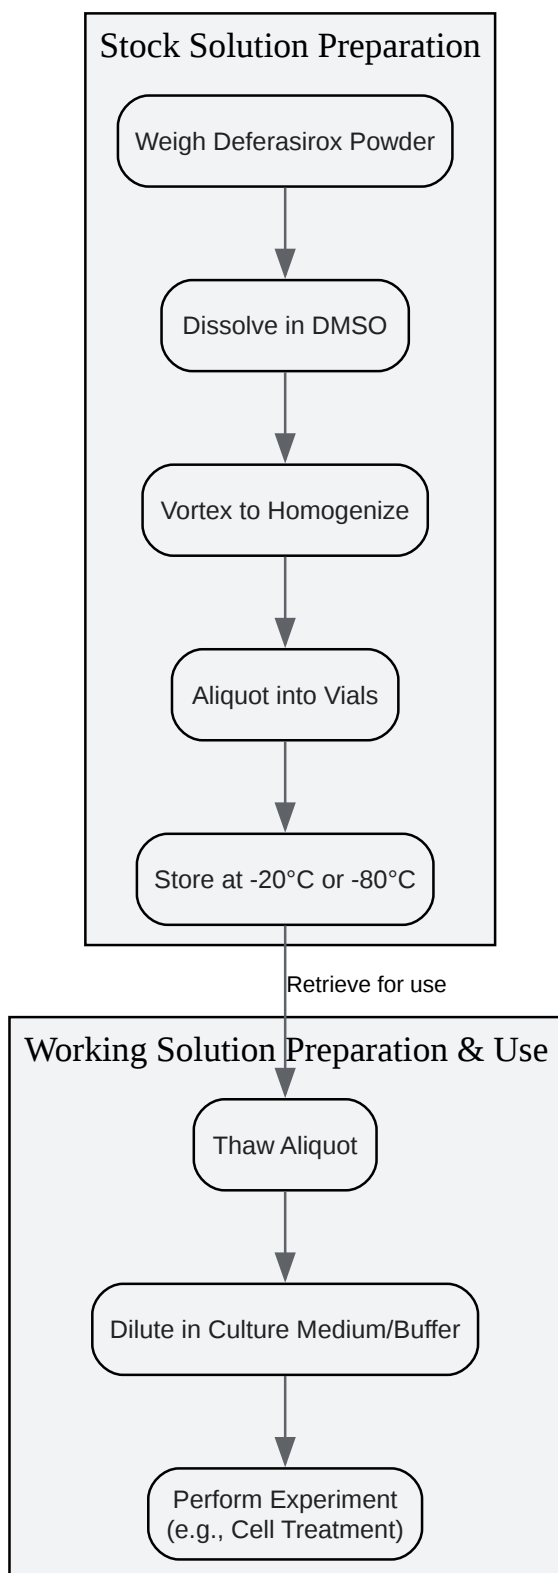 Stock Solution Preparation
Weigh Deferasirox Powder
Dissolve in DMSO
Vortex to Homogenize
Aliquot into Vials
Store at -20°C or -80°C
Retrieve for use
Working Solution Preparation & Use
Thaw Aliquot
Dilute in Culture Medium/Buffer
Perform Experiment
(e.g., Cell Treatment)